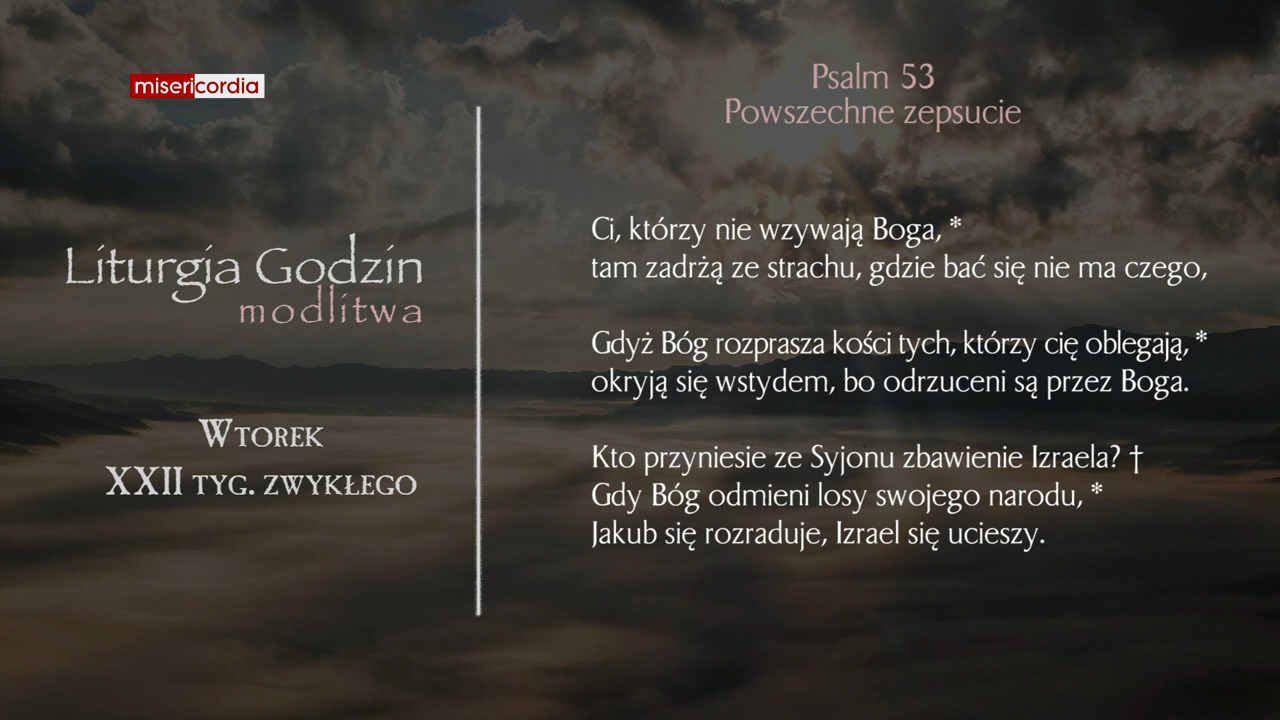 misericordia
Liturgia Godzin
modlitwa
Wtorek
XXII tyg. zwykłego
Psalm 53
Powszechne zepsucie
Ci, którzy nie wzywają Boga, *
tam zadrżą ze strachu, gdzie bać się nie ma czego,
Gdyż Bóg rozprasza kości tych, którzy cię oblegają, *
okryją się wstydem, bo odrzuceni są przez Boga.
Kto przyniesie ze Syjonu zbawienie Izraela? †
Gdy Bóg odmieni losy swojego narodu, *
Jakub się rozraduje, Izrael się ucieszy.